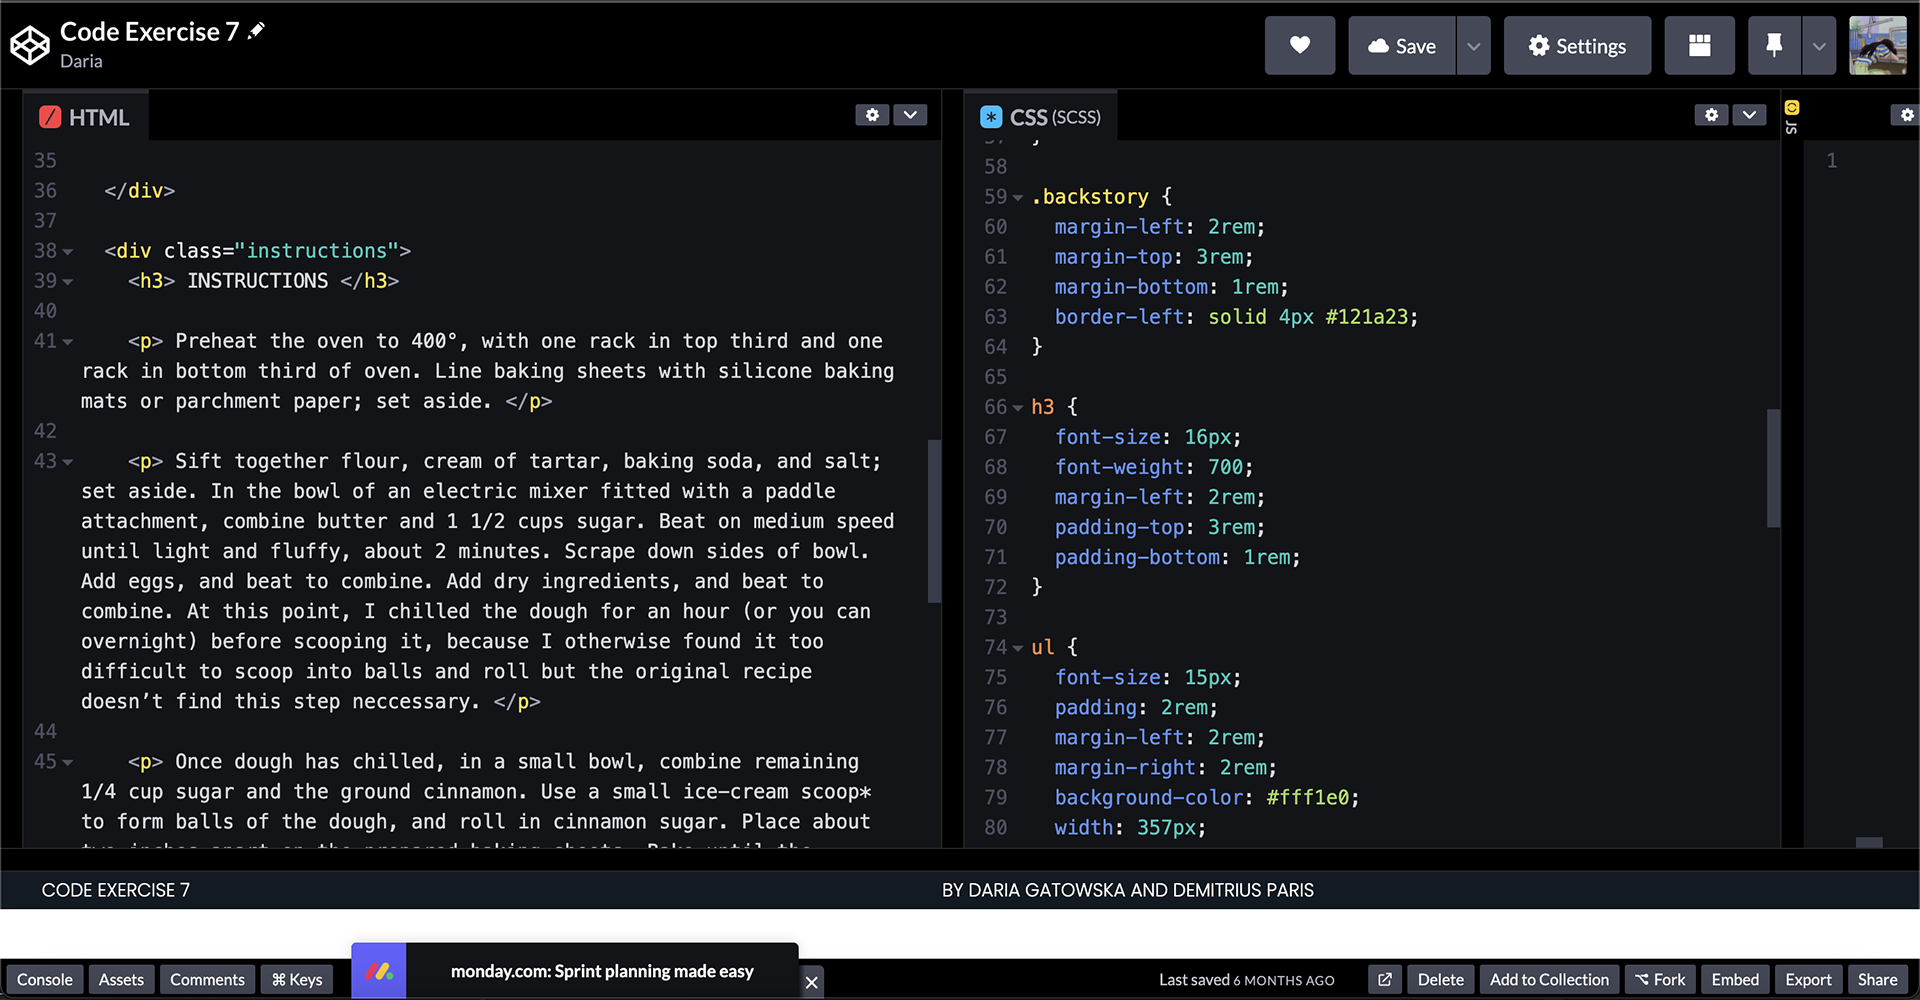 Code Exercise 7
Daria
Save
Settings
HTML
CSS (SCSS)
JS
35
36 </div>
37
38 <div class="instructions">
39 <h3> INSTRUCTIONS </h3>
40
41 <p> Preheat the oven to 400°, with one rack in top third and one
rack in bottom third of oven. Line baking sheets with silicone baking
mats or parchment paper; set aside. </p>
42
43 <p> Sift together flour, cream of tartar, baking soda, and salt;
set aside. In the bowl of an electric mixer fitted with a paddle
attachment, combine butter and 1 1/2 cups sugar. Beat on medium speed
until light and fluffy, about 2 minutes. Scrape down sides of bowl.
Add eggs, and beat to combine. Add dry ingredients, and beat to
combine. At this point, I chilled the dough for an hour (or you can
overnight) before scooping it, because I otherwise found it too
difficult to scoop into balls and roll but the original recipe
doesn’t find this step neccessary. </p>
44
45 <p> Once dough has chilled, in a small bowl, combine remaining
1/4 cup sugar and the ground cinnamon. Use a small ice-cream scoop*
to form balls of the dough, and roll in cinnamon sugar. Place about
two inches apart on the prepared baking sheets. Bake until the
57 }
58
59 .backstory {
60 margin-left: 2rem;
61 margin-top: 3rem;
62 margin-bottom: 1rem;
63 border-left: solid 4px #121a23;
64 }
65
66 h3 {
67 font-size: 16px;
68 font-weight: 700;
69 margin-left: 2rem;
70 padding-top: 3rem;
71 padding-bottom: 1rem;
72 }
73
74 ul {
75 font-size: 15px;
76 padding: 2rem;
77 margin-left: 2rem;
78 margin-right: 2rem;
79 background-color: #fff1e0;
80 width: 357px;
1
CODE EXERCISE 7
BY DARIA GATOWSKA AND DEMITRIUS PARIS
Console
Assets
Comments
⌘ Keys
monday.com: Sprint planning made easy
Last saved 6 MONTHS AGO
Delete
Add to Collection
Fork
Embed
Export
Share